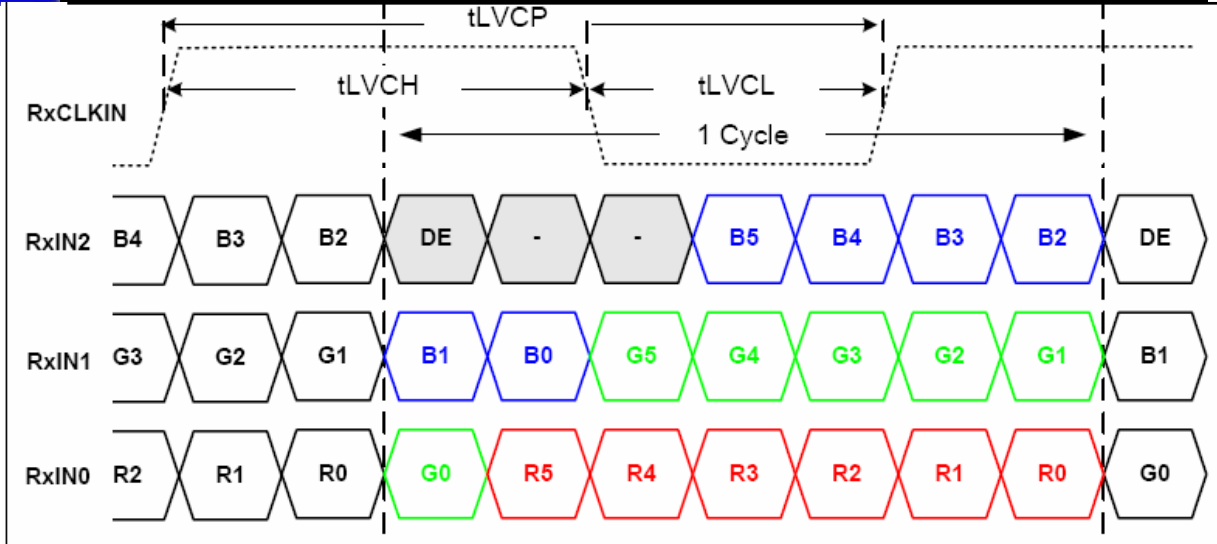 tLVCP
tLVCH tLVCL
RxCLKIN
1 Cycle
RxIN2 B4 B3 B2 DE - - B5 B4 B3 B2 DE
RxIN1 G3 G2 G1 B1 B0 G5 G4 G3 G2 G1 B1
RxIN0 R2 R1 R0 G0 R5 R4 R3 R2 R1 R0 G0